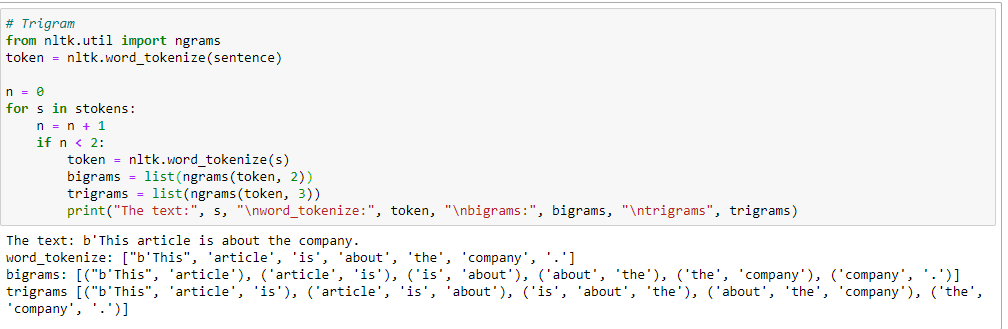 # Trigram
from nltk.util import ngrams
token = nltk.word_tokenize(sentence)
n = 0
for s in stokens:
n = n + 1
if n < 2:
token = nltk.word_tokenize(s)
bigrams = list(ngrams(token, 2))
trigrams = list(ngrams(token, 3))
print("The text:", s, "\nword_tokenize:", token, "\nbigrams:", bigrams, "\ntrigrams", trigrams)
The text: b'This article is about the company.
word_tokenize: ["b'This", 'article', 'is', 'about', 'the', 'company', '.']
bigrams: [("b'This", 'article'), ('article', 'is'), ('is', 'about'), ('about', 'the'), ('the', 'company'), ('company', '.')]
trigrams [("b'This", 'article', 'is'), ('article', 'is', 'about'), ('is', 'about', 'the'), ('about', 'the', 'company'), ('the',
'company', '.')]